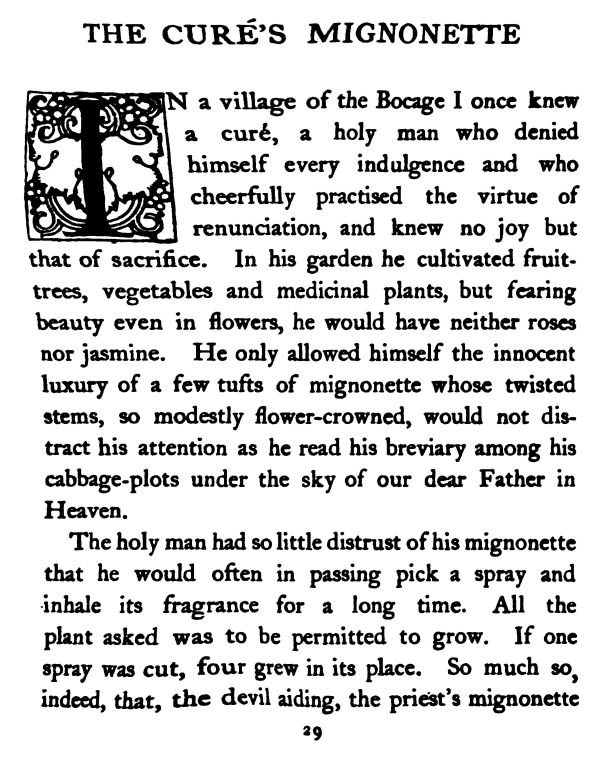 THE CURÉ'S MIGNONETTE
IN a village of the Bocage I once knew
a curé, a holy man who denied
himself every indulgence and who
cheerfully practised the virtue of
renunciation, and knew no joy but
that of sacrifice. In his garden he cultivated fruit-
trees, vegetables and medicinal plants, but fearing
beauty even in flowers, he would have neither roses
nor jasmine. He only allowed himself the innocent
luxury of a few tufts of mignonette whose twisted
stems, so modestly flower-crowned, would not dis-
tract his attention as he read his breviary among his
cabbage-plots under the sky of our dear Father in
Heaven.
The holy man had so little distrust of his mignonette
that he would often in passing pick a spray and
inhale its fragrance for a long time. All the
plant asked was to be permitted to grow. If one
spray was cut, four grew in its place. So much so,
indeed, that, the devil aiding, the priest's mignonette
29